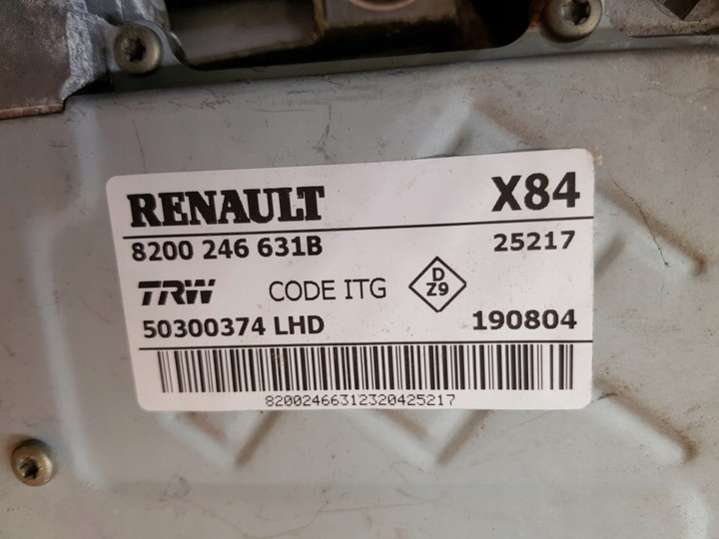 RENAULT X84
8200 246 631B 25217
TRW CODE ITG D Z9
50300374 LHD 190804
82002466312320425217